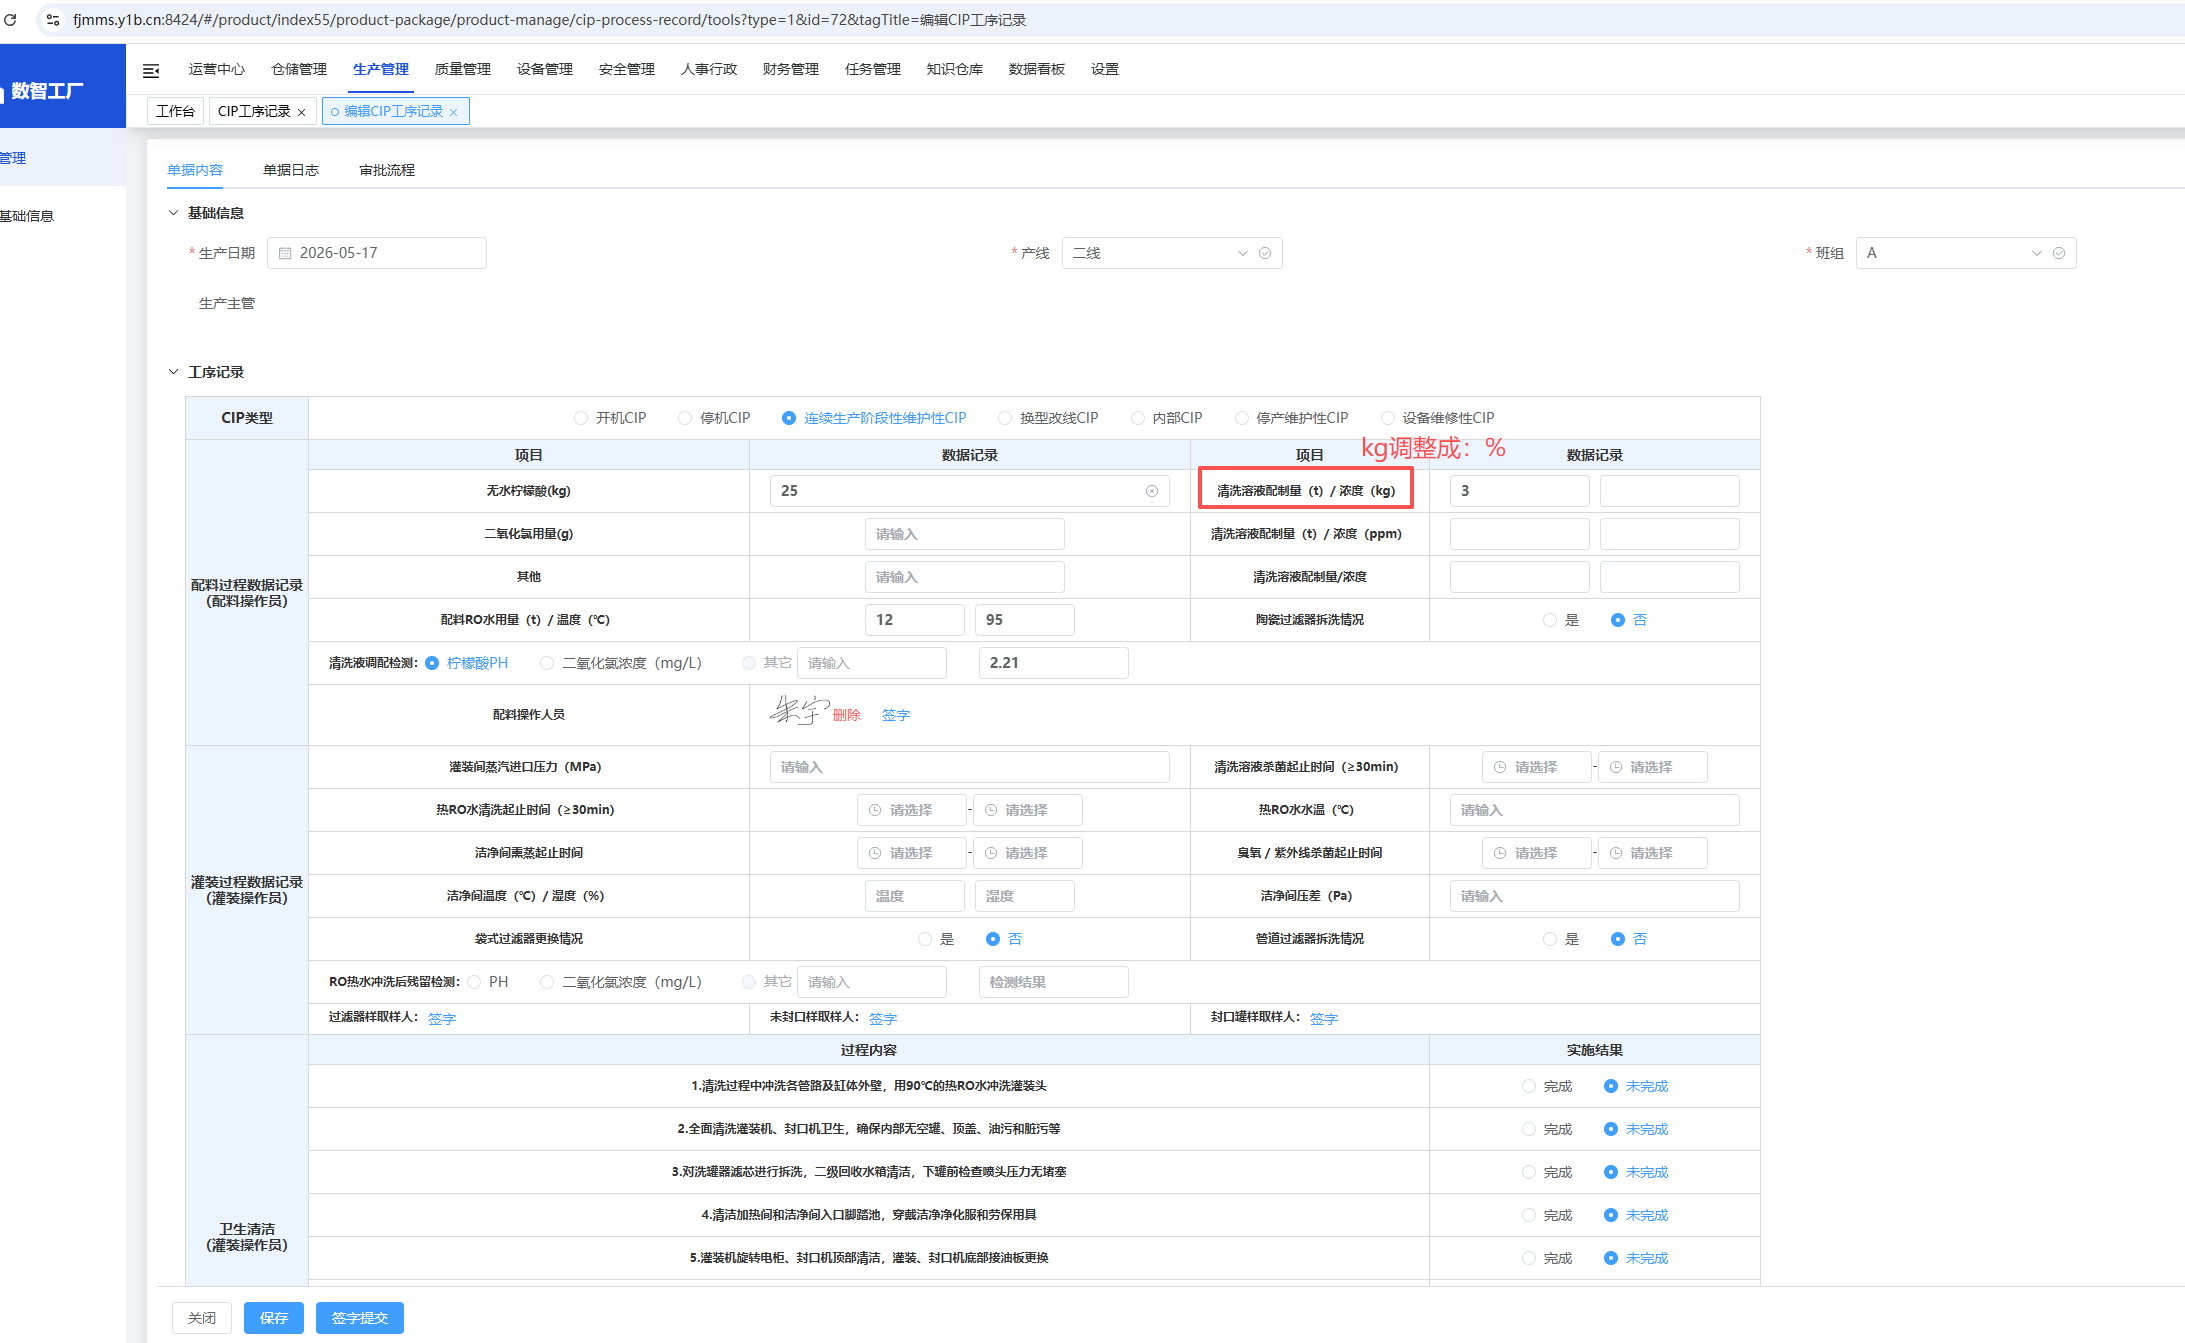 fjmms.y1b.cn:8424/#/product/index55/product-package/product-manage/cip-process-record/tools?type=1&id=72&tagTitle=编辑CIP工序记录
数智工厂
运营中心 仓储管理 生产管理 质量管理 设备管理 安全管理 人事行政 财务管理 任务管理 知识仓库 数据看板 设置
工作台 CIP工序记录 × 编辑CIP工序记录 ×
管理
基础信息
单据内容 单据日志 审批流程
基础信息
* 生产日期 2026-05-17 * 产线 二线 * 班组 A
生产主管
工序记录
CIP类型 开机CIP 停机CIP 连续生产阶段性维护性CIP 换型改线CIP 内部CIP 停产维护性CIP 设备维修性CIP
kg调整成：%
项目 数据记录 项目 数据记录
配料过程数据记录
（配料操作员）
无水柠檬酸(kg) 25 清洗溶液配制量（t）/ 浓度（kg） 3
二氧化氯用量(g) 请输入 清洗溶液配制量（t）/ 浓度（ppm）
其他 请输入 清洗溶液配制量/浓度
配料RO水用量（t）/ 温度（℃） 12 95 陶瓷过滤器拆洗情况 是 否
清洗液调配检测： 柠檬酸PH 二氧化氯浓度（mg/L） 其它 请输入 2.21
配料操作人员 朱宇 删除 签字
灌装过程数据记录
（灌装操作员）
灌装间蒸汽进口压力（MPa） 请输入 清洗溶液杀菌起止时间（≥30min） 请选择 - 请选择
热RO水清洗起止时间（≥30min） 请选择 - 请选择 热RO水水温（℃） 请输入
洁净间熏蒸起止时间 请选择 - 请选择 臭氧 / 紫外线杀菌起止时间 请选择 - 请选择
洁净间温度（℃）/ 湿度（%） 温度 湿度 洁净间压差（Pa） 请输入
袋式过滤器更换情况 是 否 管道过滤器拆洗情况 是 否
RO热水冲洗后残留检测： PH 二氧化氯浓度（mg/L） 其它 请输入 检测结果
过滤器样取样人： 签字 未封口样取样人： 签字 封口罐样取样人： 签字
卫生清洁
（灌装操作员）
过程内容 实施结果
1.清洗过程中冲洗各管路及缸体外壁，用90℃的热RO水冲洗灌装头 完成 未完成
2.全面清洗灌装机、封口机卫生，确保内部无空罐、顶盖、油污和脏污等 完成 未完成
3.对洗罐器滤芯进行拆洗，二级回收水箱清洁，下罐前检查喷头压力无堵塞 完成 未完成
4.清洁加热间和洁净间入口脚踏池，穿戴洁净净化服和劳保用具 完成 未完成
5.灌装机旋转电柜、封口机顶部清洁，灌装、封口机底部接油板更换 完成 未完成
关闭 保存 签字提交